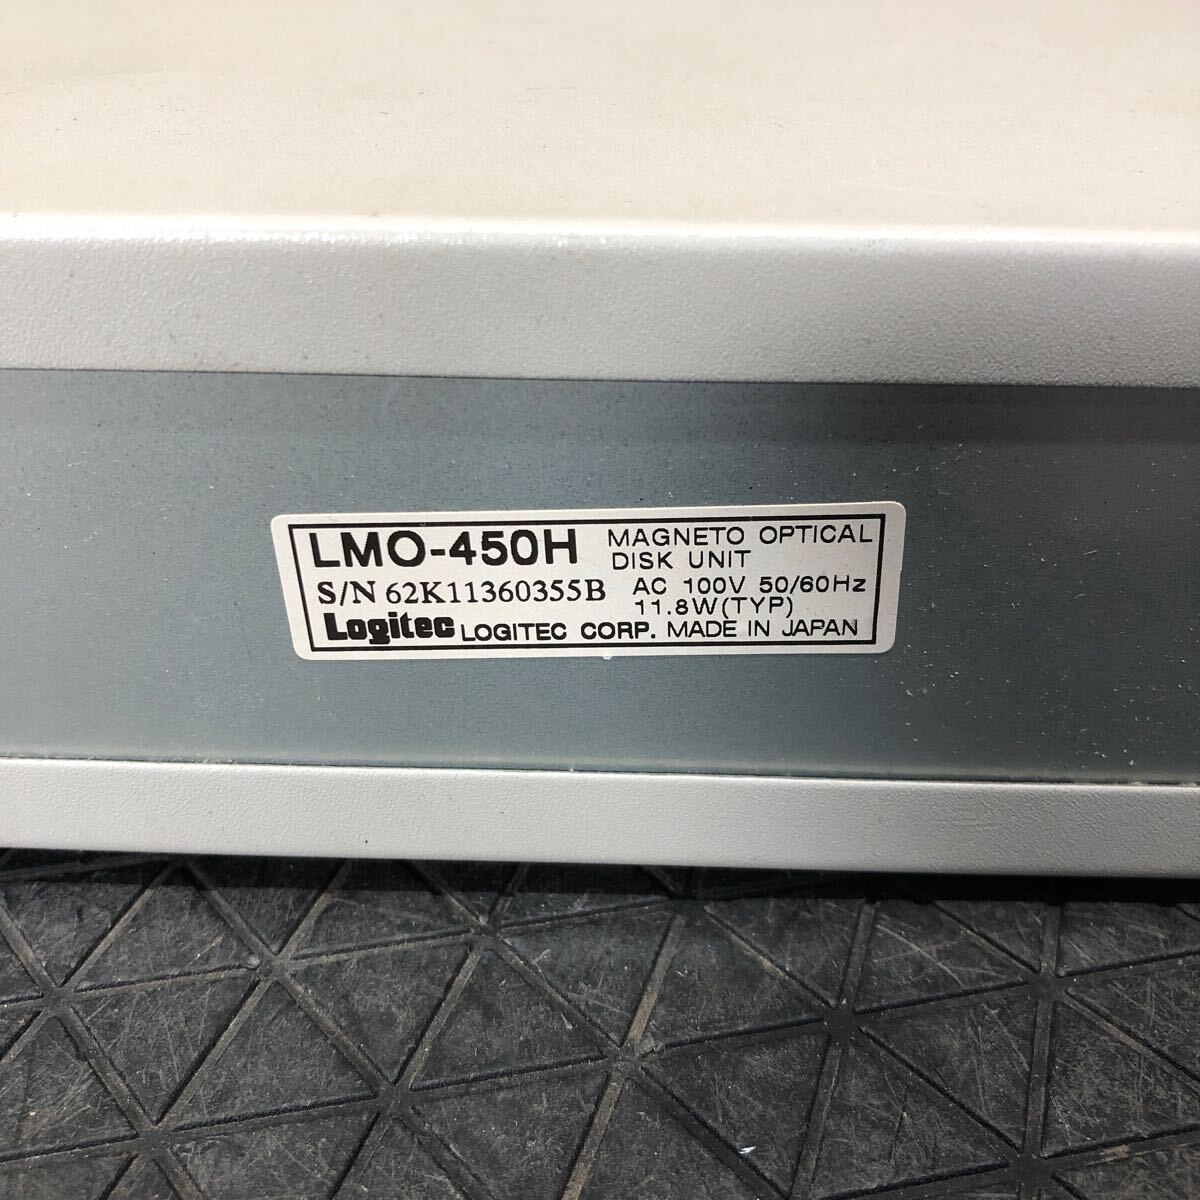 LMO-450H MAGNETO OPTICAL
DISK UNIT
S/N 62K11360355B AC 100V 50/60Hz
11.8W(TYP)
Logitec LOGITEC CORP. MADE IN JAPAN